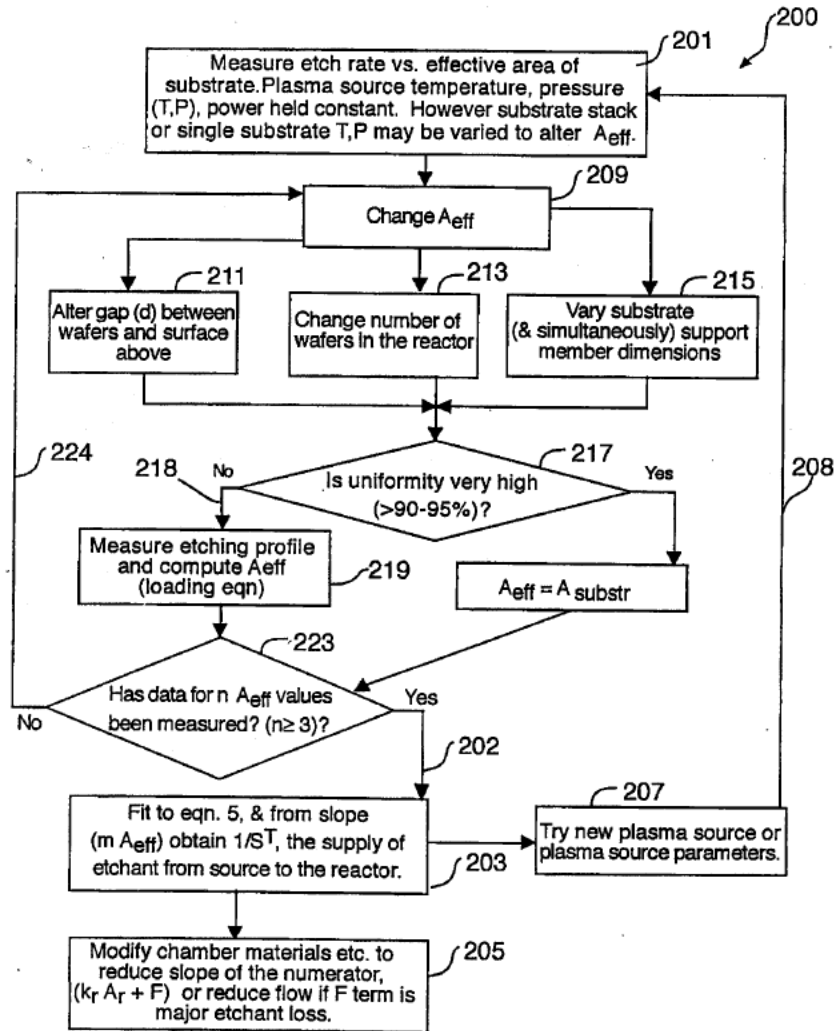 200
201
Measure etch rate vs. effective area of
substrate.Plasma source temperature, pressure
(T,P), power held constant. However substrate stack
or single substrate T,P may be varied to alter Aeff.
209
Change Aeff
211
Alter gap (d) between
wafers and surface
above
213
Change number of
wafers in the reactor
215
Vary substrate
(& simultaneously) support
member dimensions
224
218
No
217
Is uniformity very high
(>90-95%)?
Yes
208
Measure etching profile
and compute Aeff
(loading eqn)
219
Aeff = A substr
223
Has data for n Aeff values
been measured? (n≥ 3)?
No
Yes
202
Fit to eqn. 5, & from slope
(m Aeff) obtain 1/S^T, the supply of
etchant from source to the reactor.
203
207
Try new plasma source or
plasma source parameters.
Modify chamber materials etc. to
reduce slope of the numerator,
(kr Ar + F) or reduce flow if F term is
major etchant loss.
205